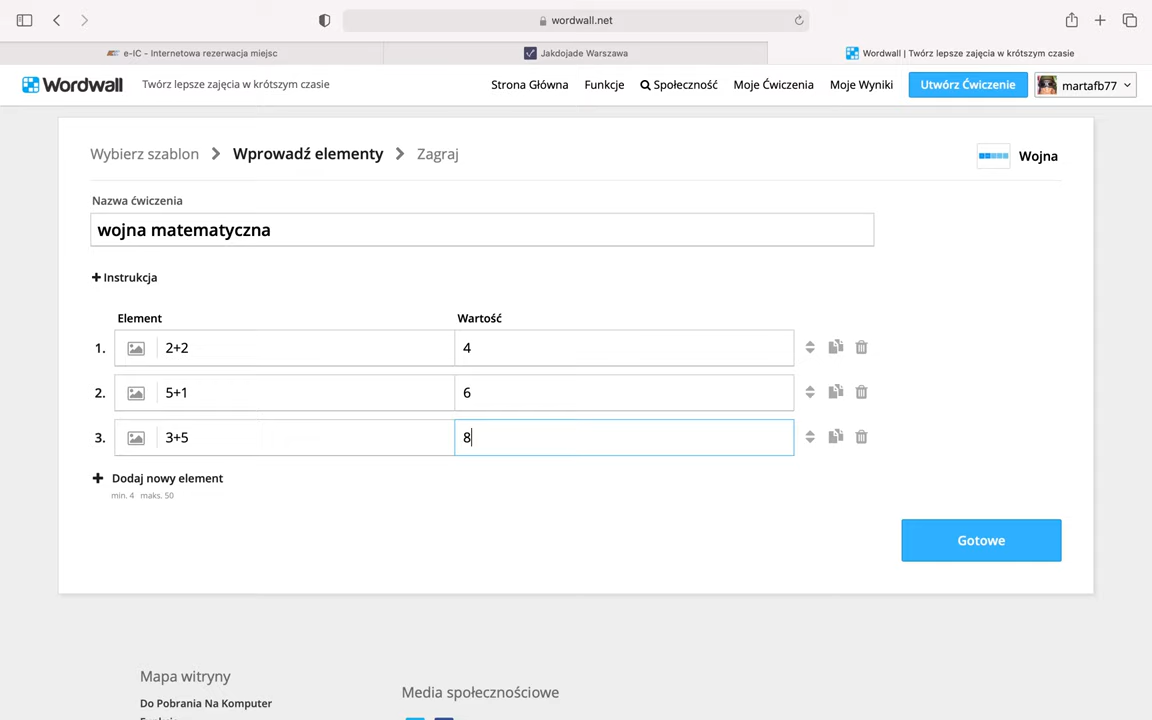 wordwall.net
e-IC - Internetowa rezerwacja miejsc
Jakdojade Warszawa
Wordwall | Twórz lepsze zajęcia w krótszym czasie
Wordwall
Twórz lepsze zajęcia w krótszym czasie
Strona Główna
Funkcje
Społeczność
Moje Ćwiczenia
Moje Wyniki
Utwórz Ćwiczenie
martafb77
Wybierz szablon
Wprowadź elementy
Zagraj
Wojna
Nazwa ćwiczenia
wojna matematyczna
+ Instrukcja
Element Wartość
1. 2+2 4
2. 5+1 6
3. 3+5 8
+ Dodaj nowy element
min. 4 maks. 50
Gotowe
Mapa witryny
Media społecznościowe
Do Pobrania Na Komputer